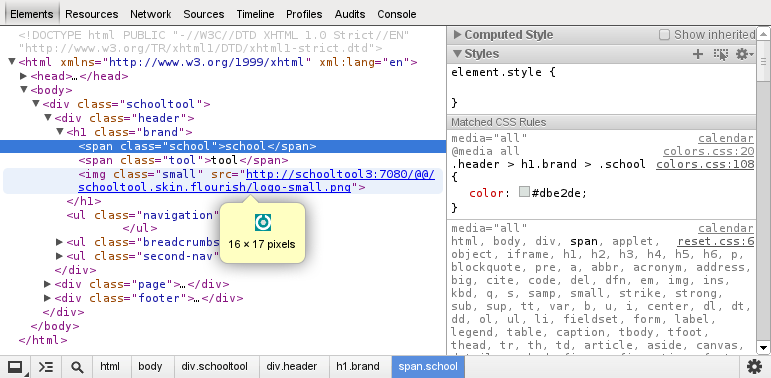 Elements Resources Network Sources Timeline Profiles Audits Console
<!DOCTYPE html PUBLIC "-//W3C//DTD XHTML 1.0 Strict//EN"
"http://www.w3.org/TR/xhtml1/DTD/xhtml1-strict.dtd">
<html xmlns="http://www.w3.org/1999/xhtml" xml:lang="en">
<head>…</head>
<body>
<div class="schooltool">
<div class="header">
<h1 class="brand">
<span class="school">school</span>
<span class="tool">tool</span>
<img class="small" src="http://schooltool3:7080/@@/
schooltool.skin.flourish/logo-small.png">
</h1>
<ul class="navigation"
</ul>
<ul class="breadcrumbs
<ul class="second-nav"
</div>
<div class="page">…</div>
<div class="footer">…</div>
</div>
</body>
</html>
16 × 17 pixels
Computed Style Show inherited
Styles
element.style {
}
Matched CSS Rules
media="all" calendar
@media all colors.css:20
.header > h1.brand > .school colors.css:108
{
color: #dbe2de;
}
media="all" calendar
html, body, div, span, applet, reset.css:6
object, iframe, h1, h2, h3, h4, h5, h6, p,
blockquote, pre, a, abbr, acronym, address,
big, cite, code, del, dfn, em, img, ins,
kbd, q, s, samp, small, strike, strong,
sub, sup, tt, var, b, u, i, center, dl, dt,
dd, ol, ul, li, fieldset, form, label,
legend, table, caption, tbody, tfoot,
thead, tr, th, td, article, aside, canvas,
html body div.schooltool div.header h1.brand span.school